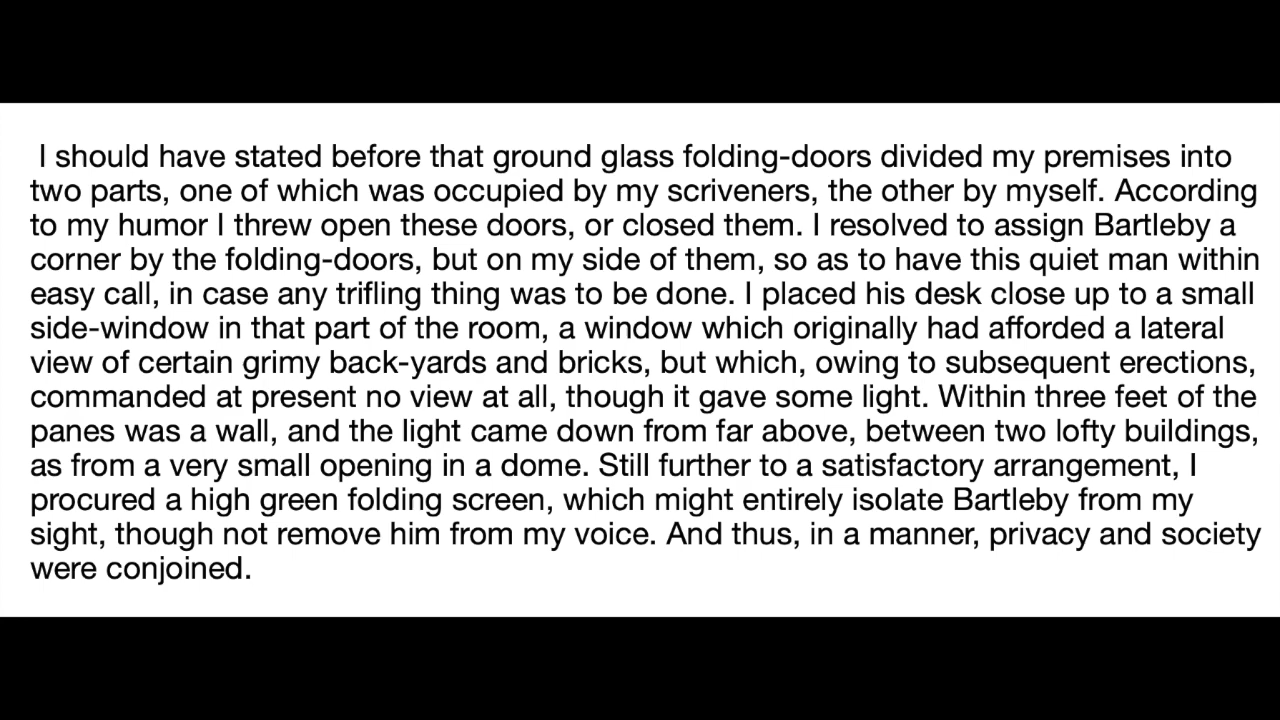 I should have stated before that ground glass folding-doors divided my premises into
two parts, one of which was occupied by my scriveners, the other by myself. According
to my humor I threw open these doors, or closed them. I resolved to assign Bartleby a
corner by the folding-doors, but on my side of them, so as to have this quiet man within
easy call, in case any trifling thing was to be done. I placed his desk close up to a small
side-window in that part of the room, a window which originally had afforded a lateral
view of certain grimy back-yards and bricks, but which, owing to subsequent erections,
commanded at present no view at all, though it gave some light. Within three feet of the
panes was a wall, and the light came down from far above, between two lofty buildings,
as from a very small opening in a dome. Still further to a satisfactory arrangement, I
procured a high green folding screen, which might entirely isolate Bartleby from my
sight, though not remove him from my voice. And thus, in a manner, privacy and society
were conjoined.